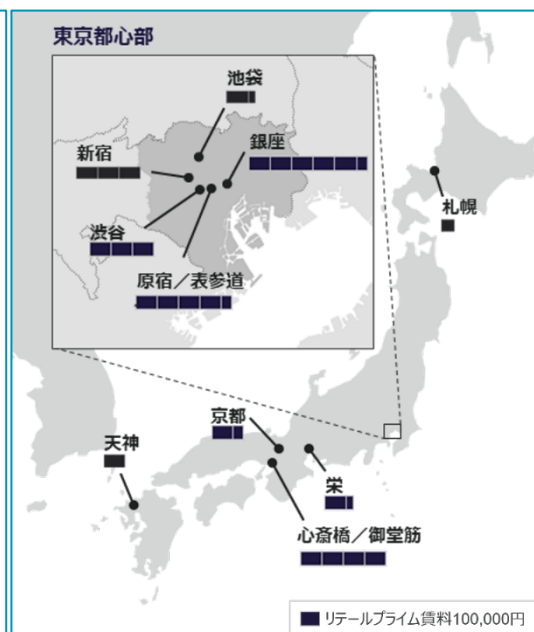 東京都心部
池袋
銀座
新宿
渋谷
原宿／表参道
札幌
京都
天神
栄
心斎橋／御堂筋
リテールプライム賃料100,000円